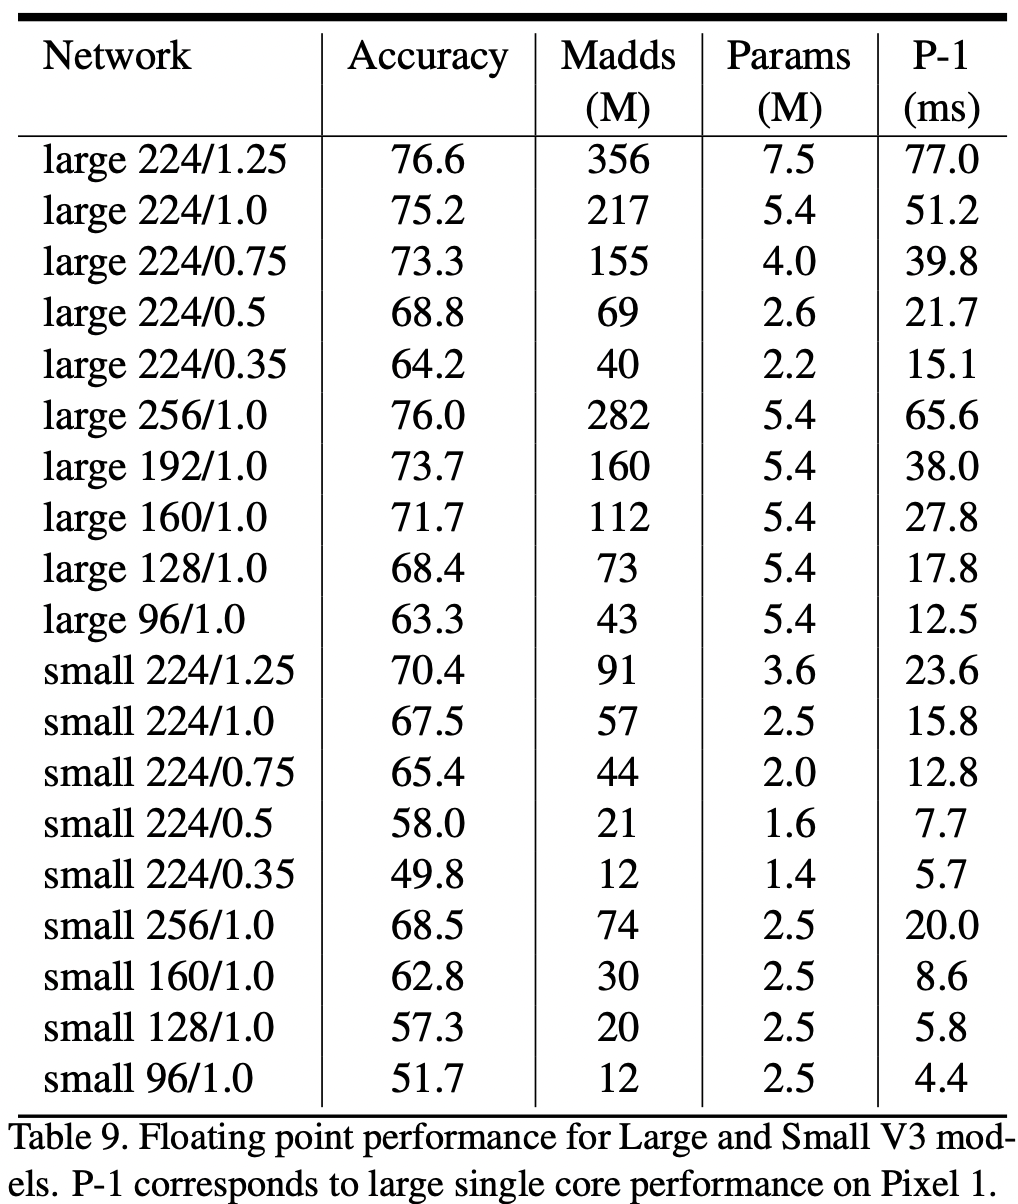 Network Accuracy Madds Params P-1
(M) (M) (ms)
large 224/1.25 76.6 356 7.5 77.0
large 224/1.0 75.2 217 5.4 51.2
large 224/0.75 73.3 155 4.0 39.8
large 224/0.5 68.8 69 2.6 21.7
large 224/0.35 64.2 40 2.2 15.1
large 256/1.0 76.0 282 5.4 65.6
large 192/1.0 73.7 160 5.4 38.0
large 160/1.0 71.7 112 5.4 27.8
large 128/1.0 68.4 73 5.4 17.8
large 96/1.0 63.3 43 5.4 12.5
small 224/1.25 70.4 91 3.6 23.6
small 224/1.0 67.5 57 2.5 15.8
small 224/0.75 65.4 44 2.0 12.8
small 224/0.5 58.0 21 1.6 7.7
small 224/0.35 49.8 12 1.4 5.7
small 256/1.0 68.5 74 2.5 20.0
small 160/1.0 62.8 30 2.5 8.6
small 128/1.0 57.3 20 2.5 5.8
small 96/1.0 51.7 12 2.5 4.4
Table 9. Floating point performance for Large and Small V3 mod-
els. P-1 corresponds to large single core performance on Pixel 1.